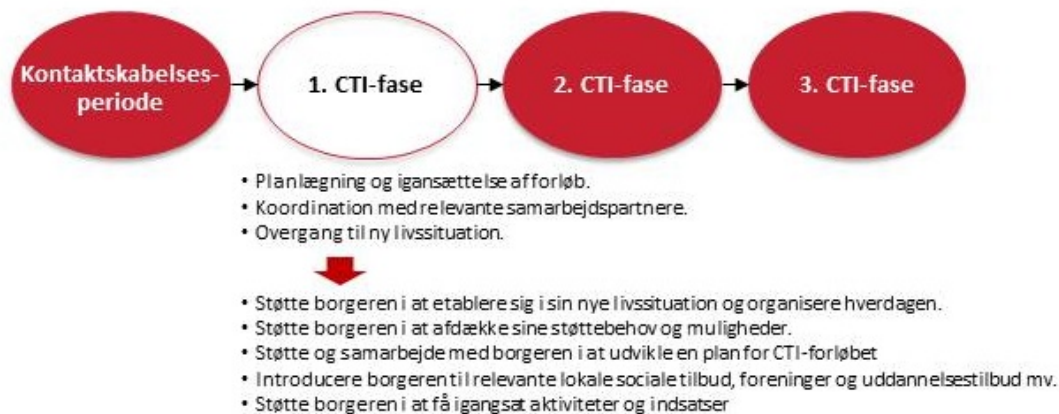 Kontaktskabelses-
periode
1. CTI-fase
2. CTI-fase
3. CTI-fase
• Planlægning og igansættelse af forløb.
• Koordination med relevante samarbejdspartnere.
• Overgang til ny livssituation.
• Støtte borgeren i at etablere sig i sin nye livssituation og organisere hverdagen.
• Støtte borgeren i at afdække sine støttebehov og muligheder.
• Støtte og samarbejde med borgeren i at udvikle en plan for CTI-forløbet
• Introducere borgeren til relevante lokale sociale tilbud, foreninger og uddannelsestilbud mv.
• Støtte borgeren i at få igangsat aktiviteter og indsatser